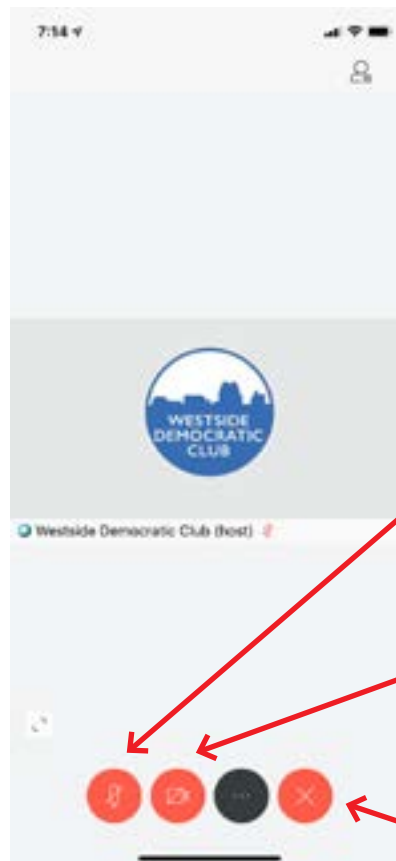 7:14
WESTSIDE
DEMOCRATIC
CLUB
Westside Democratic Club (host)